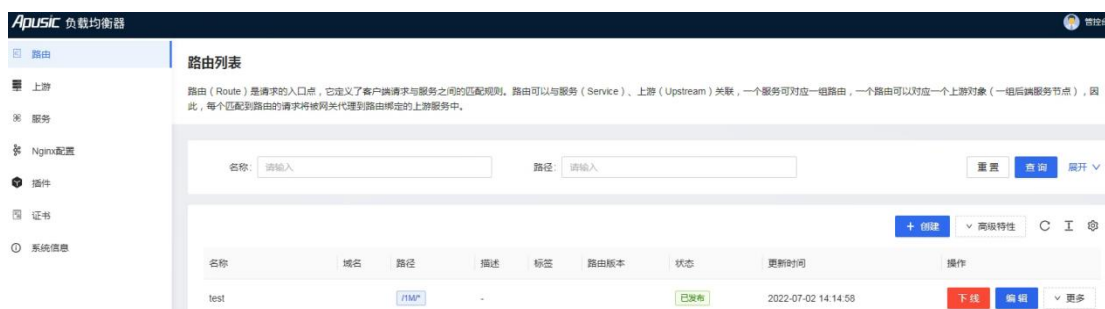 Apusic 负载均衡器
路由
上游
服务
Nginx配置
插件
证书
系统信息
路由列表
路由（Route）是请求的入口点，它定义了客户端请求与服务之间的匹配规则。路由可以与服务（Service）、上游（Upstream）关联，一个服务可对应一组路由，一个路由可以对应一个上游对象（一组后端服务节点），因
此，每个匹配到路由的请求将被网关代理到路由绑定的上游服务中。
名称: 请输入 路径: 请输入 重置 查询 展开
+ 创建 高级特性
名称 域名 路径 描述 标签 路由版本 状态 更新时间 操作
test /1M/* - 已发布 2022-07-02 14:14:58 下线 编辑 更多